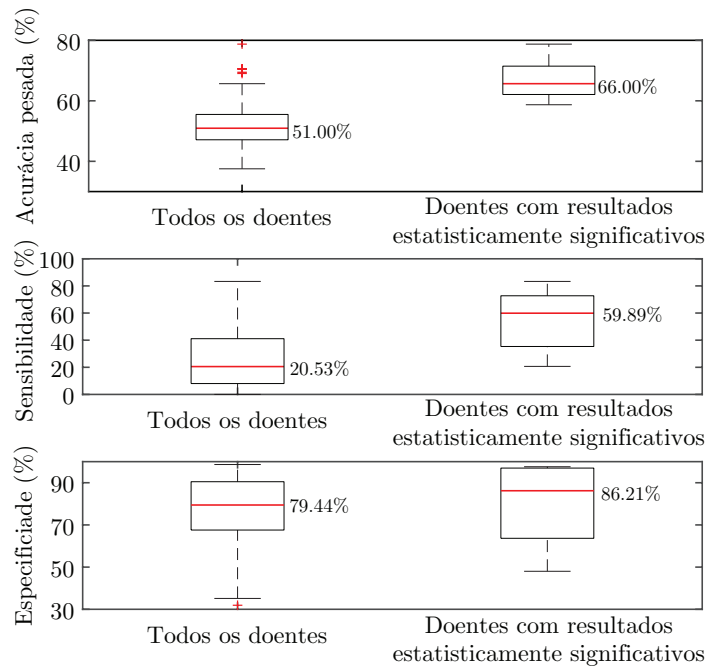 Acurácia pesada (%)
80
60
40
51.00%
66.00%
Todos os doentes
Doentes com resultados
estatisticamente significativos
Sensibilidade (%)
100
80
60
40
20
0
20.53%
59.89%
Todos os doentes
Doentes com resultados
estatisticamente significativos
Especificiade (%)
90
70
50
30
79.44%
86.21%
Todos os doentes
Doentes com resultados
estatisticamente significativos